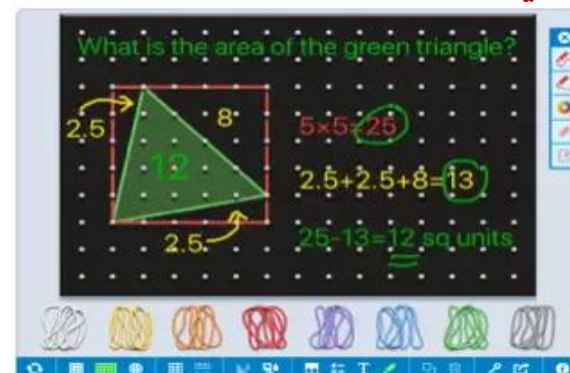 What is the area of the green triangle?
2.5
8
5×5=25
12
2.5+2.5+8=13
2.5
25-13=12 sq units
T